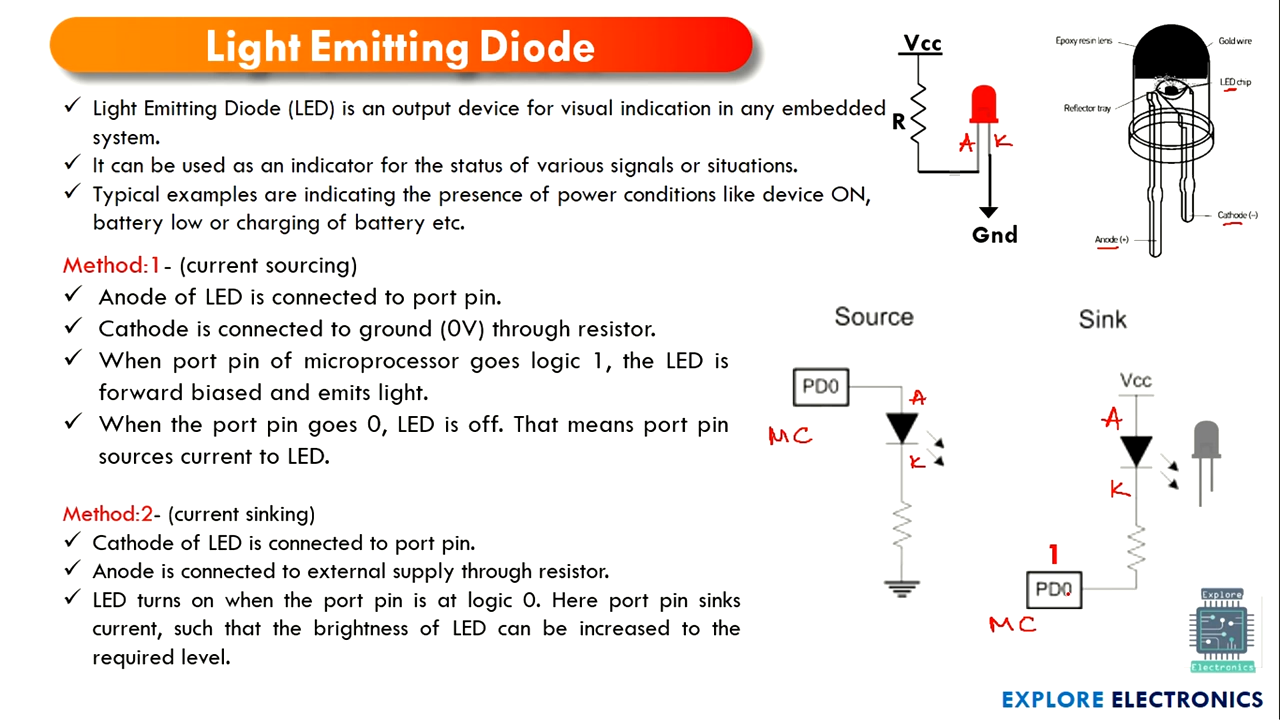 Light Emitting Diode
✓ Light Emitting Diode (LED) is an output device for visual indication in any embedded
system.
✓ It can be used as an indicator for the status of various signals or situations.
✓ Typical examples are indicating the presence of power conditions like device ON,
battery low or charging of battery etc.
Method:1- (current sourcing)
✓ Anode of LED is connected to port pin.
✓ Cathode is connected to ground (0V) through resistor.
✓ When port pin of microprocessor goes logic 1, the LED is
forward biased and emits light.
✓ When the port pin goes 0, LED is off. That means port pin
sources current to LED.
Method:2- (current sinking)
✓ Cathode of LED is connected to port pin.
✓ Anode is connected to external supply through resistor.
✓ LED turns on when the port pin is at logic 0. Here port pin sinks
current, such that the brightness of LED can be increased to the
required level.
Vcc
R
A K
Gnd
Epoxy resin lens
Gold wire
LED chip
Reflector tray
Cathode (-)
Anode (+)
Source
PD0
A
MC
K
Sink
Vcc
A
K
1
PD0
MC
Explore
Electronics
EXPLORE ELECTRONICS